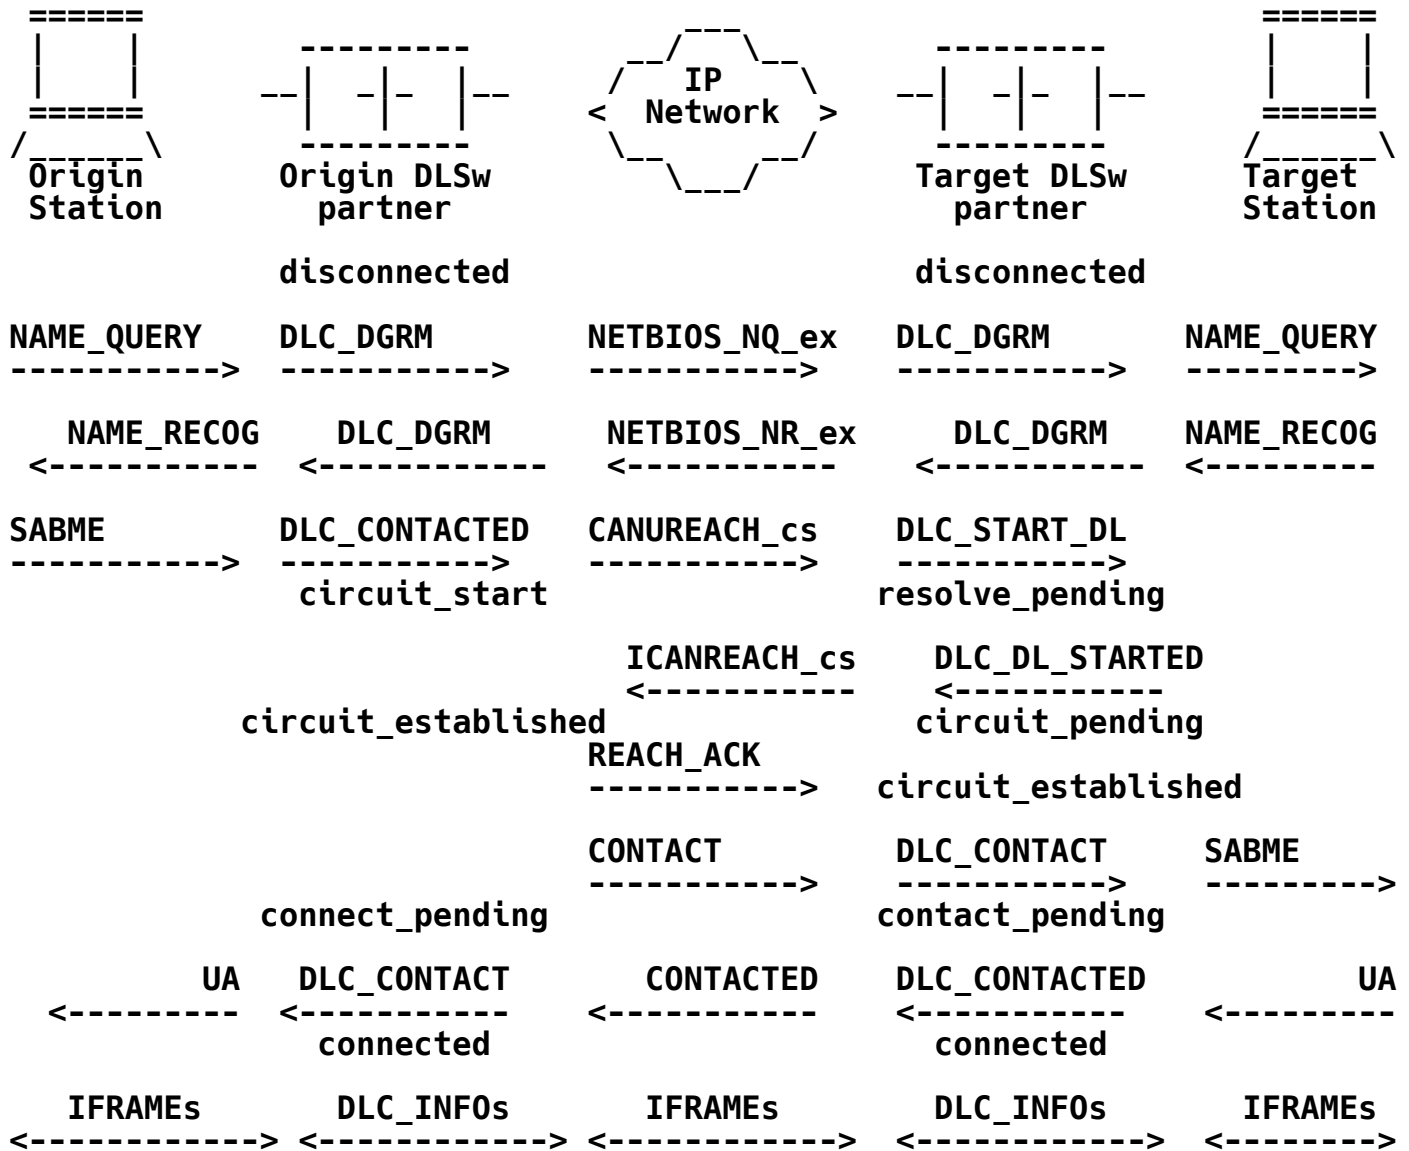 IP
Network
Origin Origin DLSw Target DLSw Target
Station partner partner Station
disconnected disconnected
NAME_QUERY DLC_DGRM NETBIOS_NQ_ex DLC_DGRM NAME_QUERY
NAME_RECOG DLC_DGRM NETBIOS_NR_ex DLC_DGRM NAME_RECOG
SABME DLC_CONTACTED CANUREACH_cs DLC_START_DL
circuit_start resolve_pending
ICANREACH_cs DLC_DL_STARTED
circuit_established circuit_pending
REACH_ACK
circuit_established
CONTACT DLC_CONTACT SABME
connect_pending contact_pending
UA DLC_CONTACT CONTACTED DLC_CONTACTED UA
connected connected
IFRAMEs DLC_INFOs IFRAMEs DLC_INFOs IFRAMEs